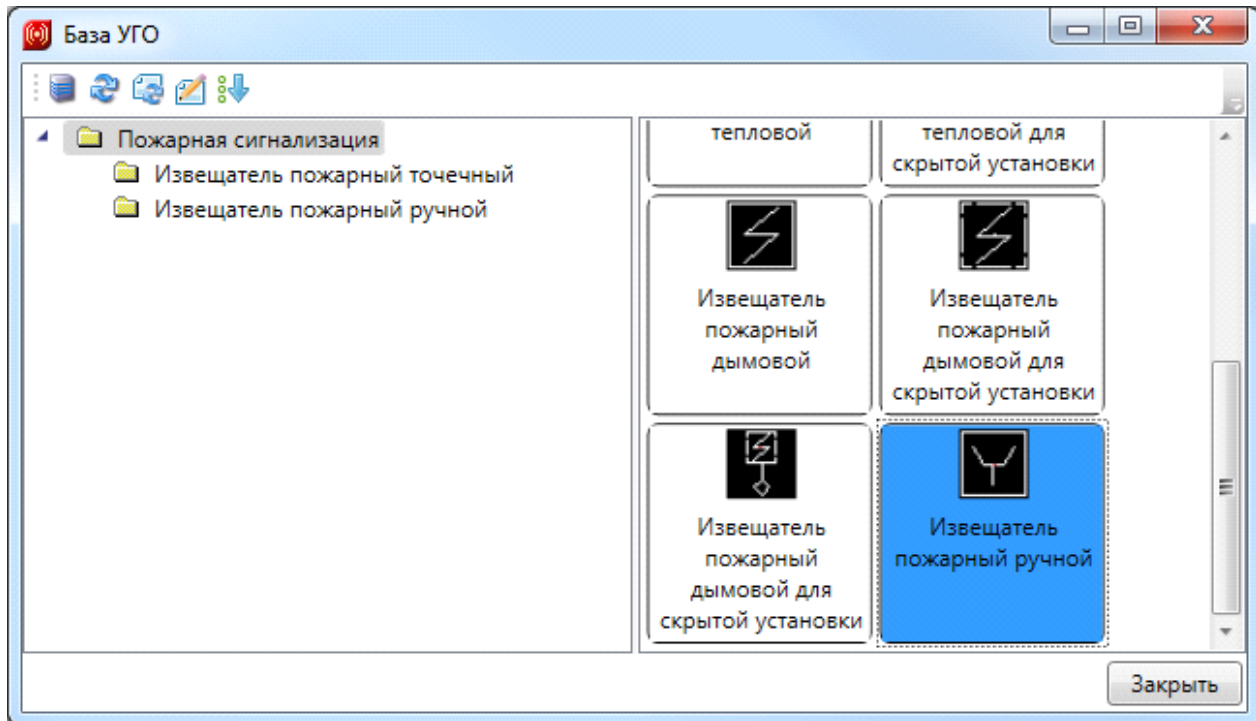 База УГО
Пожарная сигнализация
Извещатель пожарный точечный
Извещатель пожарный ручной
тепловой
тепловой для
скрытой установки
Извещатель
пожарный
дымовой
Извещатель
пожарный
дымовой для
скрытой установки
Извещатель
пожарный
дымовой для
скрытой установки
Извещатель
пожарный ручной
Закрыть